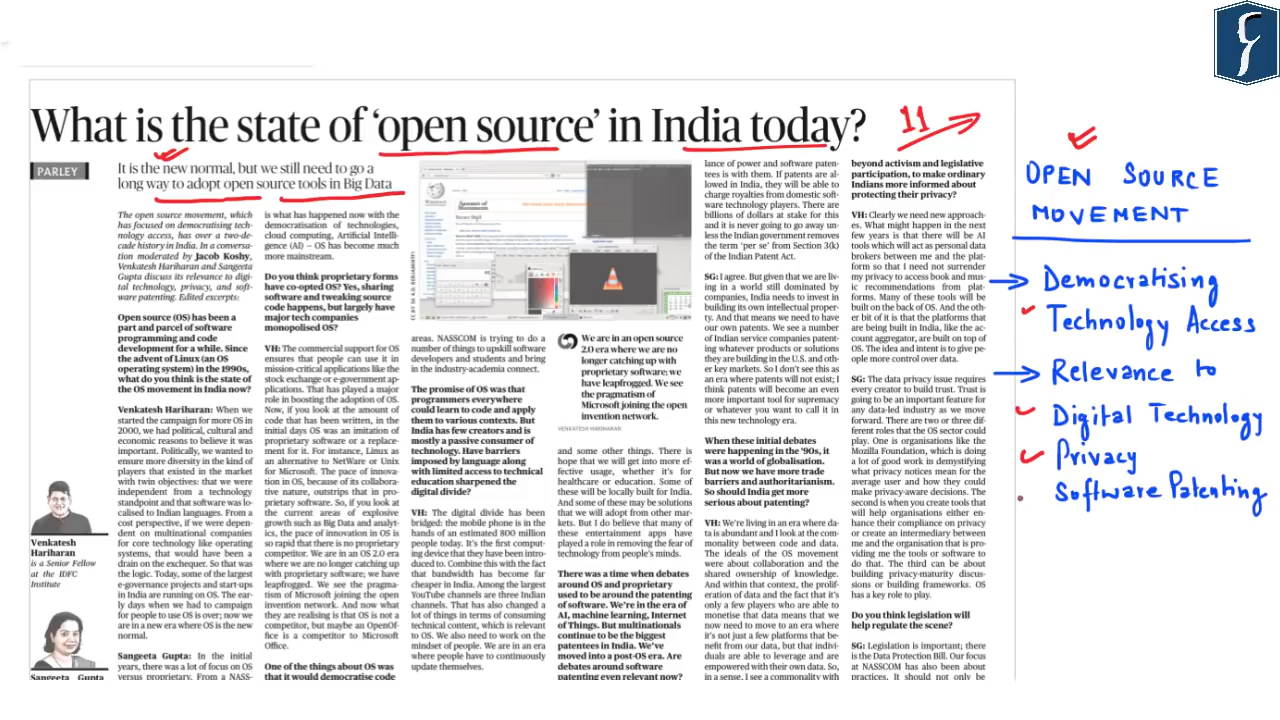 What is the state of 'open source' in India today?
11
PARLEY
It is the new normal, but we still need to go a
long way to adopt open source tools in Big Data
The open source movement, which
has focused on democratising tech-
nology access, has over a two-de-
cade history in India. In a conversa-
tion moderated by Jacob Koshy,
Venkatesh Hariharan and Sangeeta
Gupta discuss its relevance to digi-
tal technology, privacy, and soft-
ware patenting. Edited excerpts:
Open source (OS) has been a
part and parcel of software
programming and code
development for a while. Since
the advent of Linux (an OS
operating system) in the 1990s,
what do you think is the state of
the OS movement in India now?
Venkatesh Hariharan: When we
started the campaign for more OS in
2000, we had political, cultural and
economic reasons to believe it was
important. Politically, we wanted to
ensure more diversity in the kind of
players that existed in the market
with twin objectives: that we were
independent from a technology
standpoint and that software was lo-
calised to Indian languages. From a
cost perspective, if we were depen-
dent on multinational companies
for core technology like operating
systems, that would have been a
drain on the exchequer. So that was
the logic. Today, some of the largest
e-governance projects and start-ups
in India are running on OS. The ear-
ly days when we had to campaign
for people to use OS is over; now we
are in a new era where OS is the new
normal.
Sangeeta Gupta: In the initial
years, there was a lot of focus on OS
versus proprietary. From a NASS-
Venkatesh
Hariharan
is a Senior Fellow
at the IDFC
Institute
Sangeeta Gupta
is what has happened now with the
democratisation of technologies,
cloud computing, Artificial Intelli-
gence (AI) – OS has become much
more mainstream.
Do you think proprietary forms
have co-opted OS? Yes, sharing
software and tweaking source
code happens, but largely have
major tech companies
monopolised OS?
VH: The commercial support for OS
ensures that people can use it in
mission-critical applications like the
stock exchange or e-government ap-
plications. That has played a major
role in boosting the adoption of OS.
Now, if you look at the amount of
code that has been written, in the
initial days OS was an imitation of
proprietary software or a replace-
ment for it. For instance, Linux as
an alternative to NetWare or Unix
for Microsoft. The pace of innova-
tion in OS, because of its collabora-
tive nature, outstrips that in pro-
prietary software. So, if you look at
the current areas of explosive
growth such as Big Data and analyt-
ics, the pace of innovation in OS is
so rapid that there is no proprietary
competitor. We are in an OS 2.0 era
where we are no longer catching up
with proprietary software; we have
leapfrogged. We see the pragma-
tism of Microsoft joining the open
invention network. And now what
they are realising is that OS is not a
competitor, but maybe an OpenOf-
fice is a competitor to Microsoft
Office.
One of the things about OS was
that it would democratise code
areas. NASSCOM is trying to do a
number of things to upskill software
developers and students and bring
in the industry-academia connect.
The promise of OS was that
programmers everywhere
could learn to code and apply
them to various contexts. But
India has few creators and is
mostly a passive consumer of
technology. Have barriers
imposed by language along
with limited access to technical
education sharpened the
digital divide?
VH: The digital divide has been
bridged: the mobile phone is in the
hands of an estimated 800 million
people today. It's the first comput-
ing device that they have been intro-
duced to. Combine this with the fact
that bandwidth has become far
cheaper in India. Among the largest
YouTube channels are three Indian
channels. That has also changed a
lot of things in terms of consuming
technical content, which is relevant
to OS. We also need to work on the
mindset of people. We are in an era
where people have to continously
update themselves.
We are in an open source
2.0 era where we are no
longer catching up with
proprietary software; we
have leapfrogged. We see
the pragmatism of
Microsoft joining the open
invention network.
VENKATESH HARIHARAN
and some other things. There is
hope that we will get into more ef-
fective usage, whether it's for
healthcare or education. Some of
these will be locally built for India.
And some of these may be solutions
that we will adopt from other mar-
kets. But I do believe that many of
these entertainment apps have
played a role in removing the fear of
technology from people's minds.
There was a time when debates
around OS and proprietary
used to be around the patenting
of software. We're in the era of
AI, machine learning, Internet
of Things. But multinationals
continue to be the biggest
patentees in India. We've
moved into a post-OS era. Are
debates around software
patenting even relevant now?
lance of power and software paten-
tees is with them. If patents are al-
lowed in India, they will be able to
charge royalties from domestic soft-
ware technology players. There are
billions of dollars at stake for this
and it is never going to go away un-
less the Indian government removes
the term 'per se' from Section 3(k)
of the Indian Patent Act.
SG: I agree. But given that we are liv-
ing in a world still dominated by
companies, India needs to invest in
building its own intellectual proper-
ty. And that means we need to have
our own patents. We see a number
of Indian service companies patent-
ing whatever products or solutions
they are building in the U.S. and oth-
er key markets. So I don't see this as
an era where patents will not exist; I
think patents will become an even
more important tool for supremacy
or whatever you want to call it in
this new technology era.
When these initial debates
were happening in the '90s, it
was a world of globalisation.
But now we have more trade
barriers and authoritarianism.
So should India get more
serious about patenting?
VH: We're living in an era where da-
ta is abundant and I look at the com-
monality between code and data.
The ideals of the OS movement
were about collaboration and the
shared ownership of knowledge.
And within that context, the prolif-
eration of data and the fact that it's
only a few players who are able to
monetise that data means that we
now need to move to an era where
it's not just a few platforms that be-
nefit from our data, but that indi-
viduals are able to leverage and are
empowered with their own data. So,
in a sense, I see a commonality with
beyond activism and legislative
participation, to make ordinary
Indians more informed about
protecting their privacy?
VH: Clearly we need new approach-
es. What might happen in the next
few years is that there will be AI
tools which will act as personal data
brokers between me and the plat-
form so that I need not surrender
my privacy to access book and mus-
ic recommendations from plat-
forms. Many of these tools will be
built on the back of OS. And the oth-
er bit of it is that the platforms that
are being built in India, like the ac-
count aggregator, are built on top of
OS. The idea and intent is to give peo-
ple more control over data.
SG: The data privacy issue requires
every creator to build trust. Trust is
going to be an important feature for
any data-led industry as we move
forward. There are two or three dif-
ferent roles that the OS sector could
play. One is organisations like the
Mozilla Foundation, which is doing
a lot of good work in demystifying
what privacy notices mean for the
average user and how they could
make privacy-aware decisions. The
second is when you create tools that
will help organisations either en-
hance their compliance on privacy
or create an intermediary between
me and the organisation that is pro-
viding me the tools or software to
do that. The third can be about
building privacy-maturity discus-
sions or building frameworks. OS
has a key role to play.
Do you think legislation will
help regulate the scene?
SG: Legislation is important; there
is the Data Protection Bill. Our focus
at NASSCOM has also been about
practices. It should not only be
OPEN SOURCE
MOVEMENT
→ Democratising
Technology Access
→ Relevance to
Digital Technology
Privacy
Software Patenting